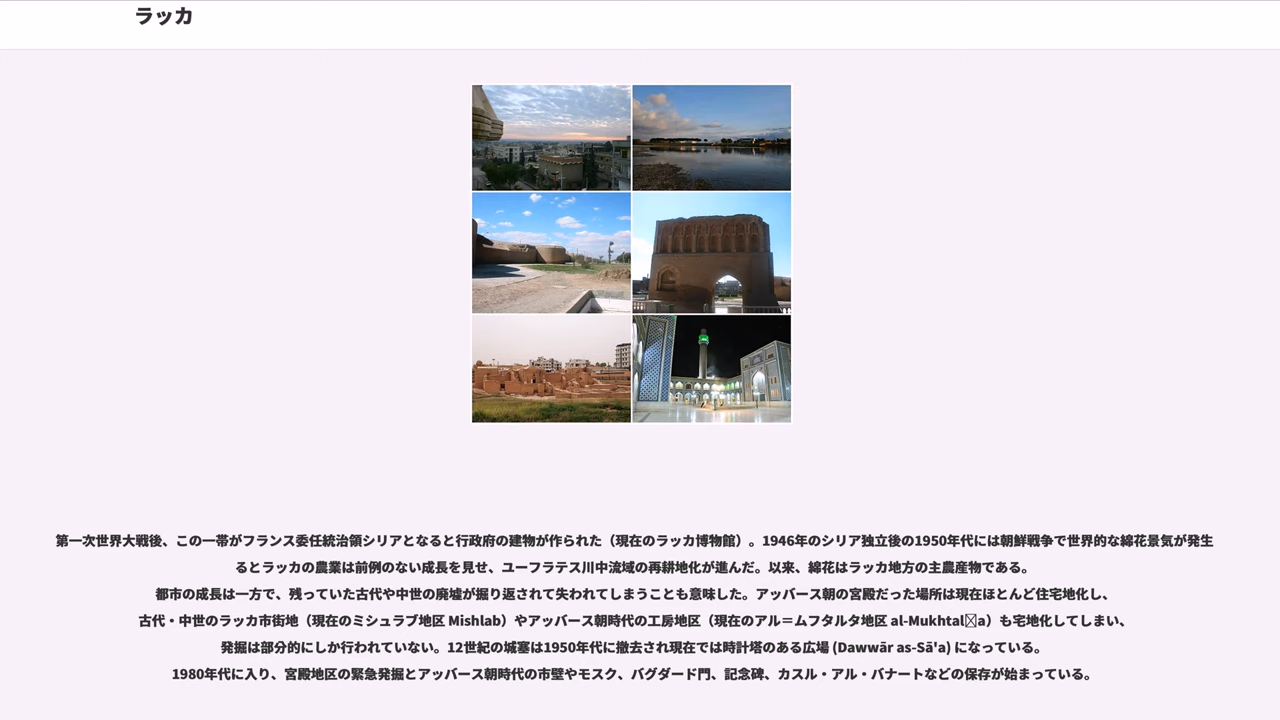 ラッカ
第一次世界大戦後、この一帯がフランス委任統治領シリアとなると行政府の建物が作られた（現在のラッカ博物館）。1946年のシリア独立後の1950年代には朝鮮戦争で世界的な綿花景気が発生
るとラッカの農業は前例のない成長を見せ、ユーフラテス川中流域の再耕地化が進んだ。以来、綿花はラッカ地方の主農産物である。
都市の成長は一方で、残っていた古代や中世の廃墟が掘り返されて失われてしまうことも意味した。アッバース朝の宮殿だった場所は現在ほとんど住宅地化し、
古代・中世のラッカ市街地（現在のミシュラブ地区 Mishlab）やアッバース朝時代の工房地区（現在のアル＝ムフタルタ地区 al-Mukhtal□a）も宅地化してしまい、
発掘は部分的にしか行われていない。12世紀の城塞は1950年代に撤去され現在では時計塔のある広場 (Dawwār as-Sā'a) になっている。
1980年代に入り、宮殿地区の緊急発掘とアッバース朝時代の市壁やモスク、バグダード門、記念碑、カスル・アル・バナートなどの保存が始まっている。